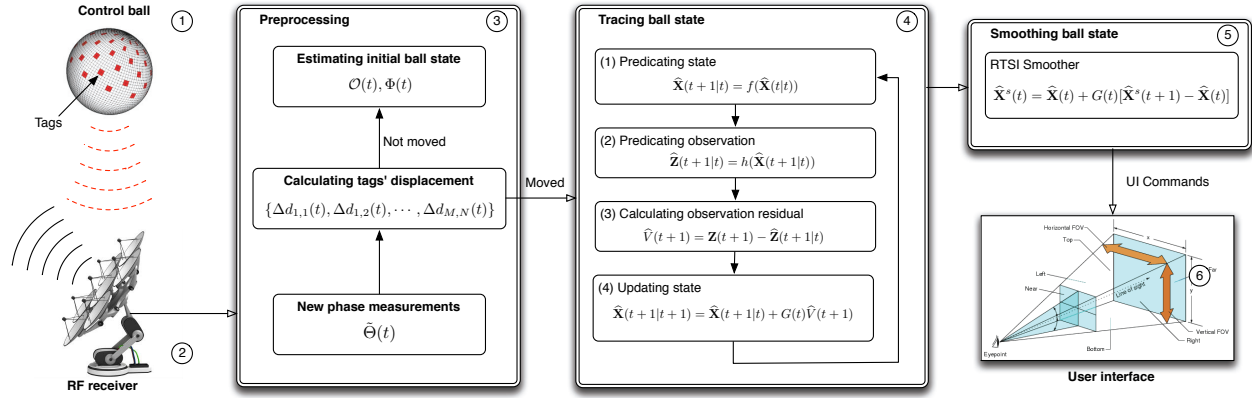 Control ball
1
Tags
2
RF receiver
Preprocessing
3
Estimating initial ball state
𝒪(t), Φ(t)
Not moved
Calculating tags' displacement
{Δd₁,₁(t), Δd₁,₂(t), ⋯ , Δd_{M,N}(t)}
New phase measurements
Θ̃(t)
Moved
Tracing ball state
4
(1) Predicating state
X̂(t+1|t) = f(X̂(t|t))
(2) Predicating observation
Ẑ(t+1|t) = h(X̂(t+1|t))
(3) Calculating observation residual
V̂(t+1) = Z(t+1) − Ẑ(t+1|t)
(4) Updating state
X̂(t+1|t+1) = X̂(t+1|t) + G(t)V̂(t+1)
Smoothing ball state
5
RTSI Smoother
X̂ˢ(t) = X̂(t) + G(t)[X̂ˢ(t+1) − X̂(t)]
UI Commands
Horizontal FOV
x
Top
Far
Left
6
Near
Line of sight
y
Vertical FOV
Right
Bottom
Eyepoint
User interface